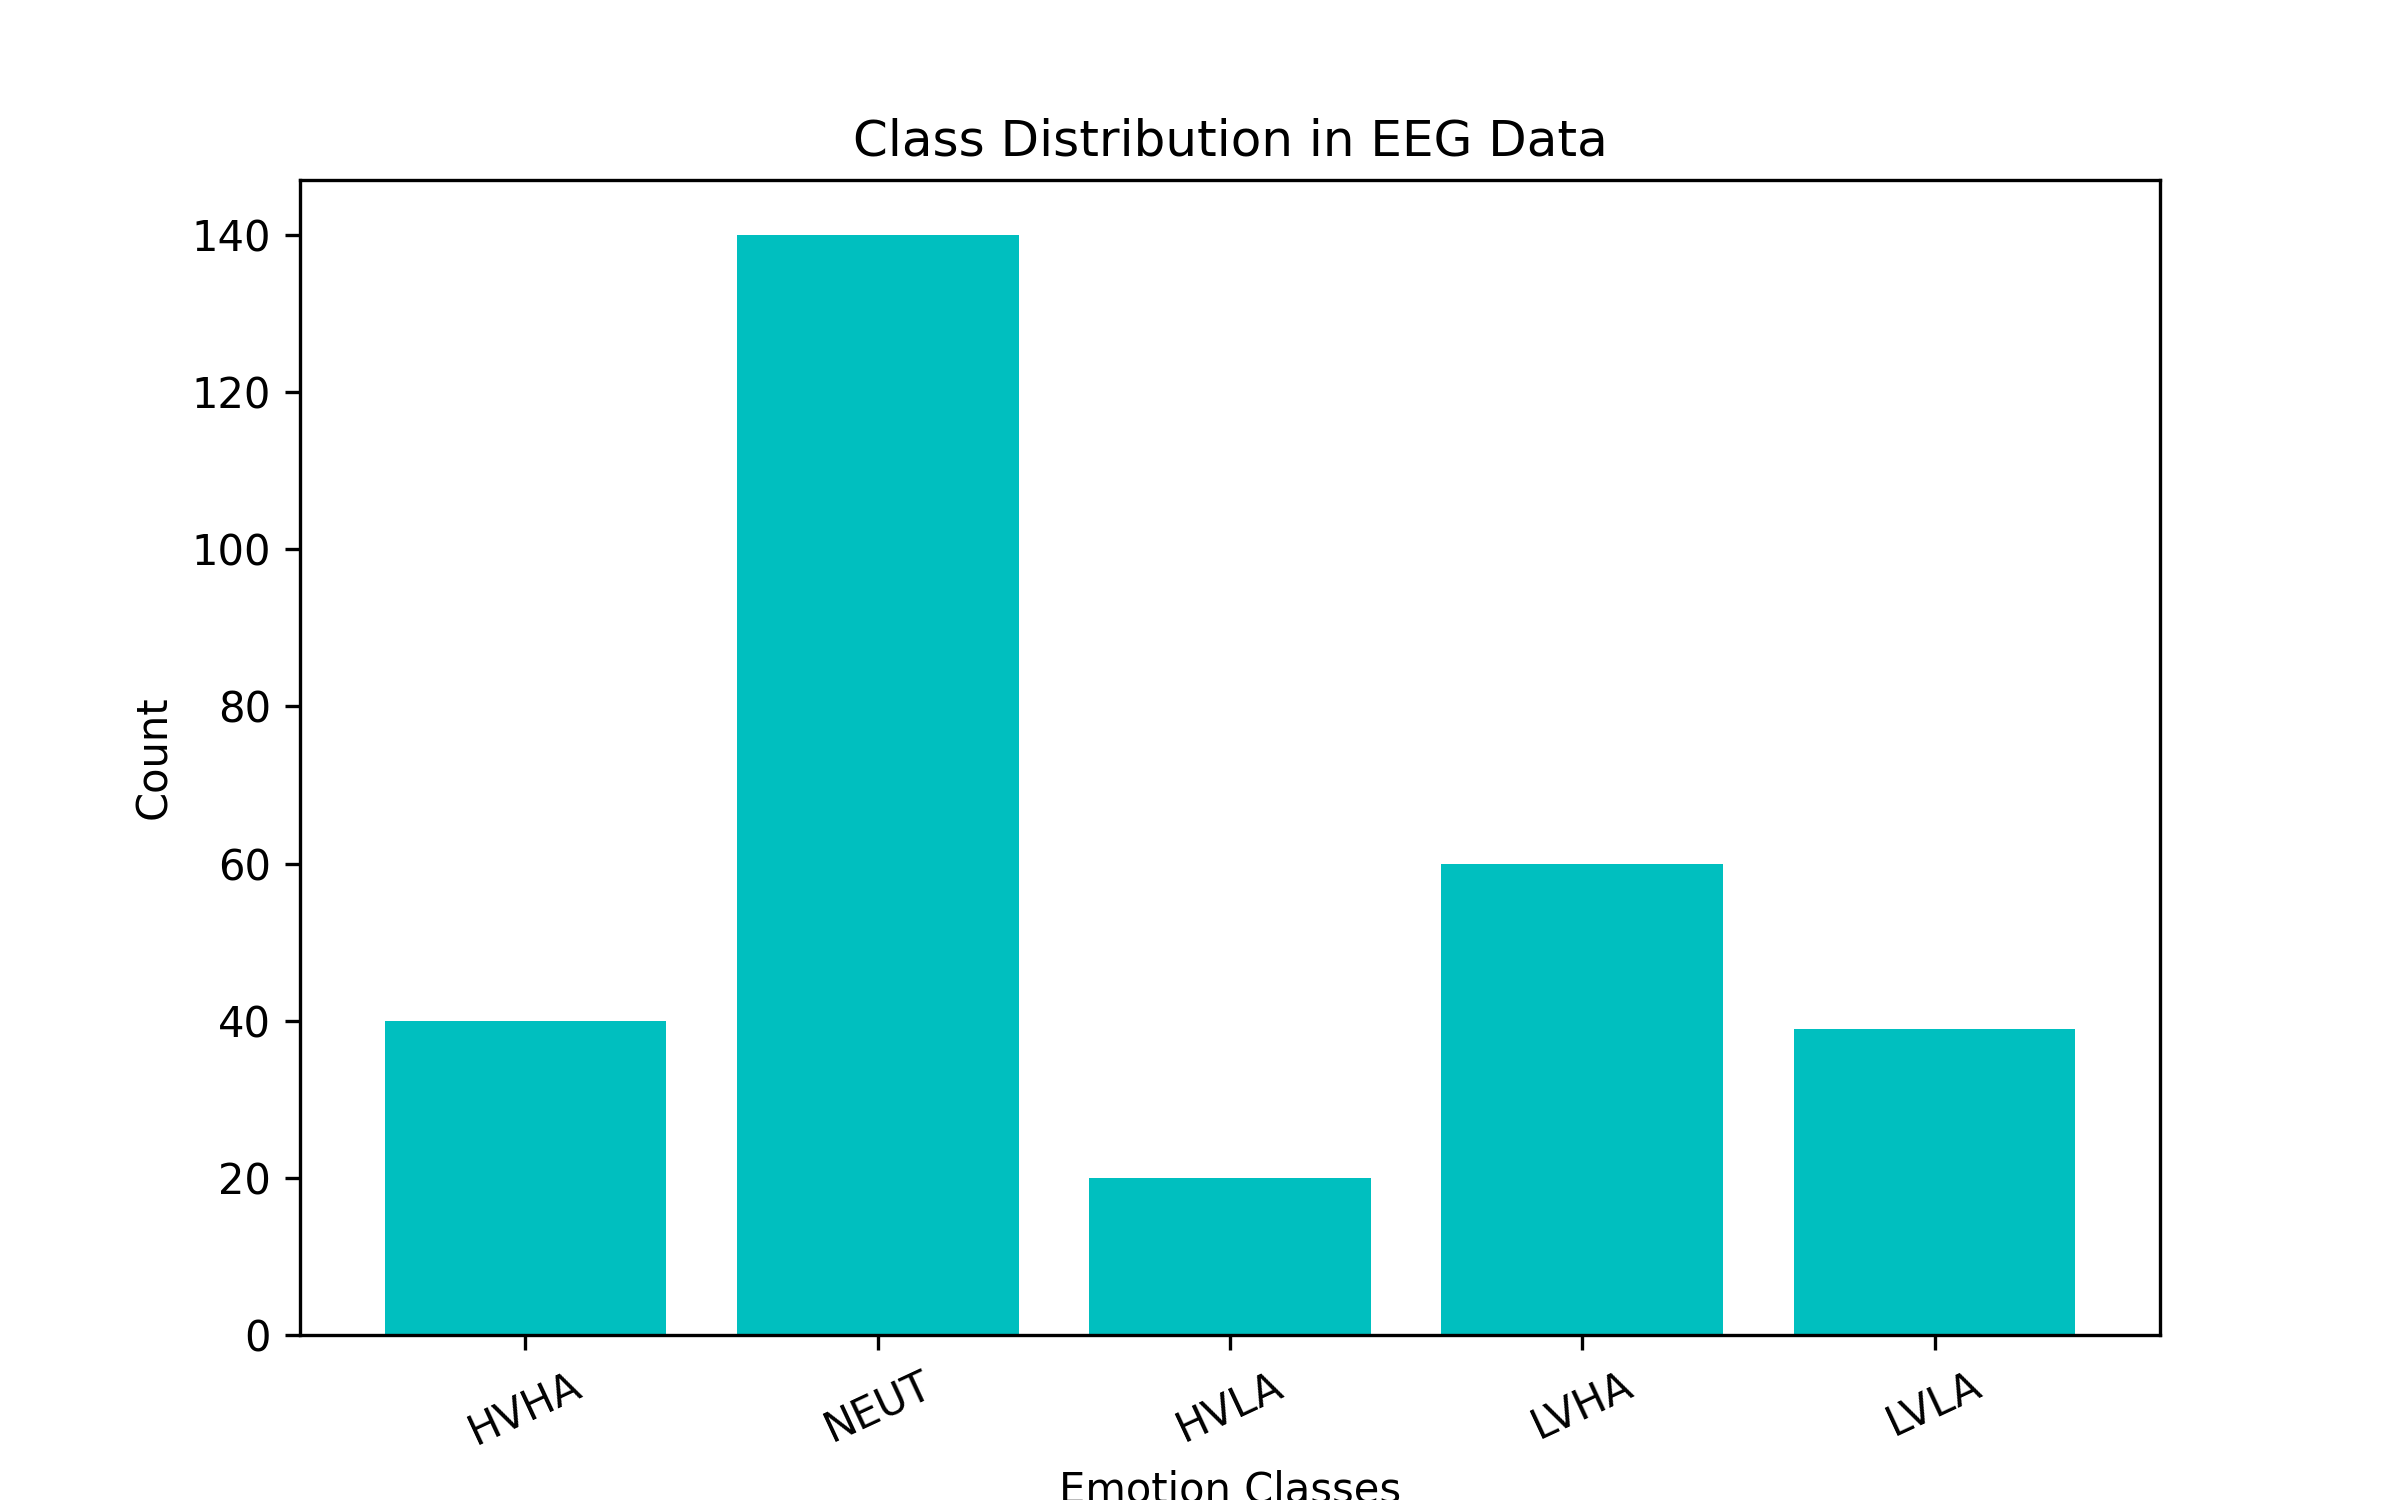 Class Distribution in EEG Data
140
120
100
80
60
40
20
0
Count
HVHA
NEUT
HVLA
LVHA
LVLA
Emotion Classes